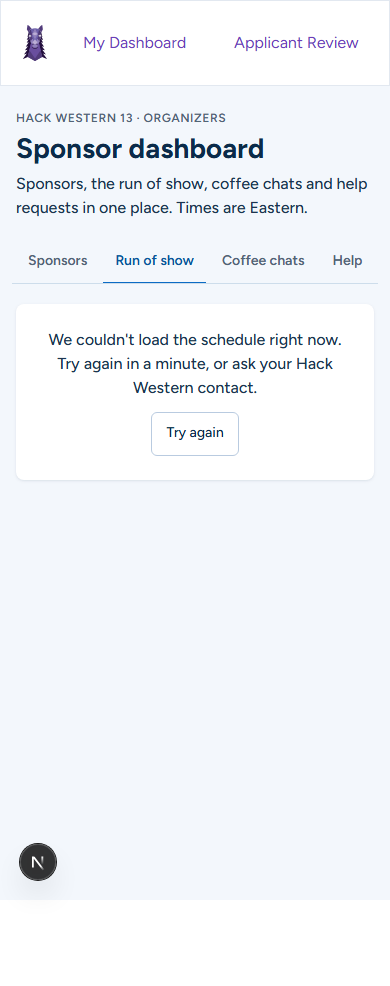 My Dashboard
Applicant Review
HACK WESTERN 13 · ORGANIZERS
Sponsor dashboard
Sponsors, the run of show, coffee chats and help
requests in one place. Times are Eastern.
Sponsors
Run of show
Coffee chats
Help
We couldn't load the schedule right now.
Try again in a minute, or ask your Hack
Western contact.
Try again
N